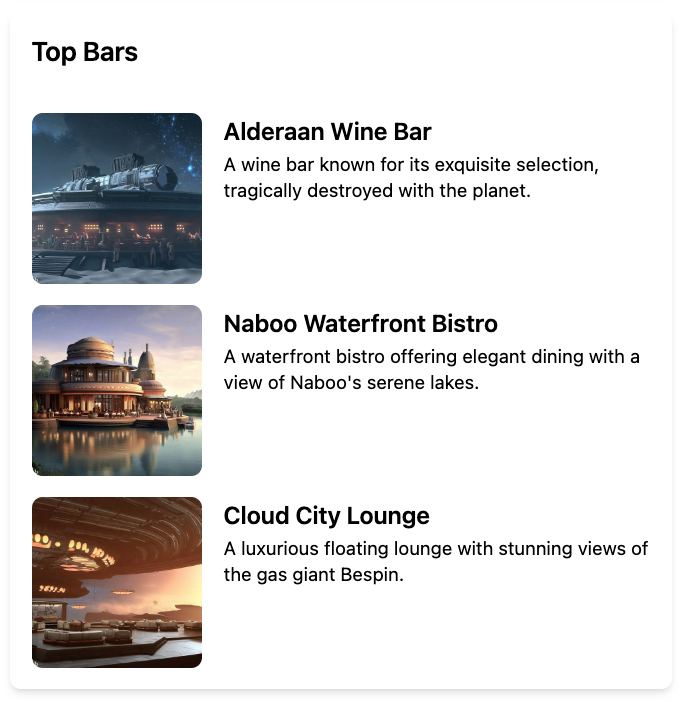 Top Bars
Alderaan Wine Bar
A wine bar known for its exquisite selection,
tragically destroyed with the planet.
Naboo Waterfront Bistro
A waterfront bistro offering elegant dining with a
view of Naboo's serene lakes.
Cloud City Lounge
A luxurious floating lounge with stunning views of
the gas giant Bespin.